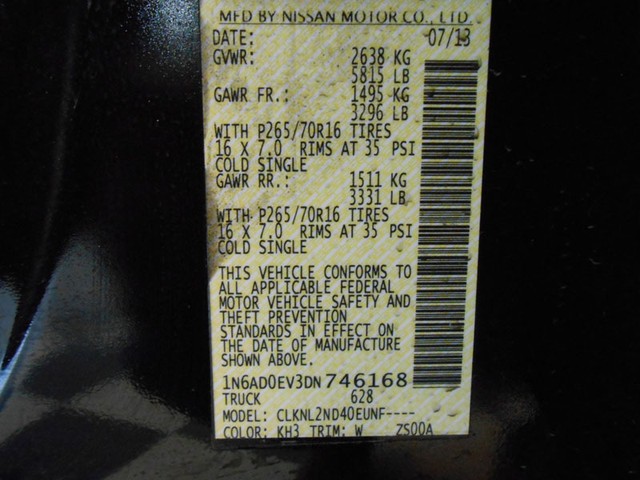 MFD BY NISSAN MOTOR CO., LTD.
DATE: 07/13
GVWR: 2638 KG
5815 LB
GAWR FR.: 1495 KG
3296 LB
WITH P265/70R16 TIRES
16 X 7.0 RIMS AT 35 PSI
COLD SINGLE
GAWR RR.: 1511 KG
3331 LB
WITH P265/70R16 TIRES
16 X 7.0 RIMS AT 35 PSI
COLD SINGLE
THIS VEHICLE CONFORMS TO
ALL APPLICABLE FEDERAL
MOTOR VEHICLE SAFETY AND
THEFT PREVENTION
STANDARDS IN EFFECT ON
THE DATE OF MANUFACTURE
SHOWN ABOVE.
1N6AD0EV3DN746168
TRUCK 628
MODEL: CLKNL2ND40EUNF----
COLOR: KH3 TRIM: W ZS00A